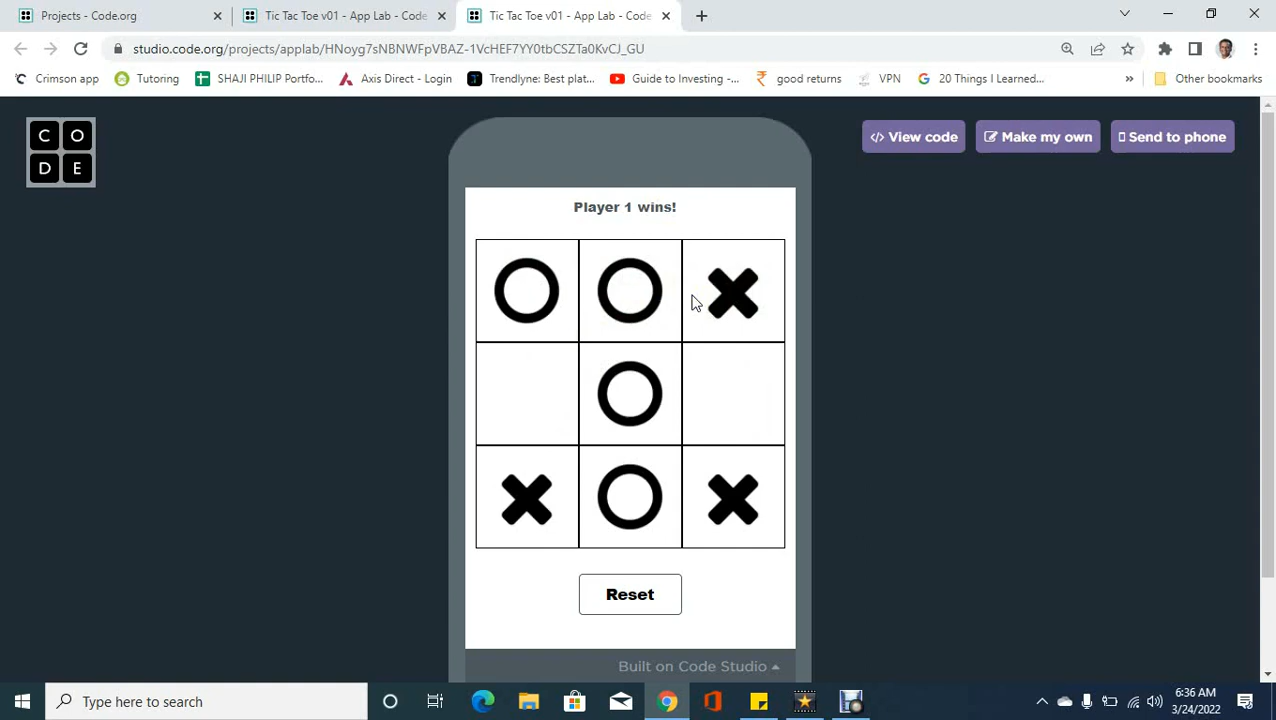 Projects - Code.org
Tic Tac Toe v01 - App Lab - Code
Tic Tac Toe v01 - App Lab - Code
studio.code.org/projects/applab/HNoyg7sNBNWFpVBAZ-1VcHEF7YY0tbCSZTa0KvCJ_GU
Crimson app
Tutoring
SHAJI PHILIP Portfo...
Axis Direct - Login
Trendlyne: Best plat...
Guide to Investing -...
good returns
VPN
20 Things I Learned...
»
Other bookmarks
C O
D E
</> View code
Make my own
Send to phone
Player 1 wins!
Reset
Built on Code Studio
Type here to search
6:36 AM
3/24/2022